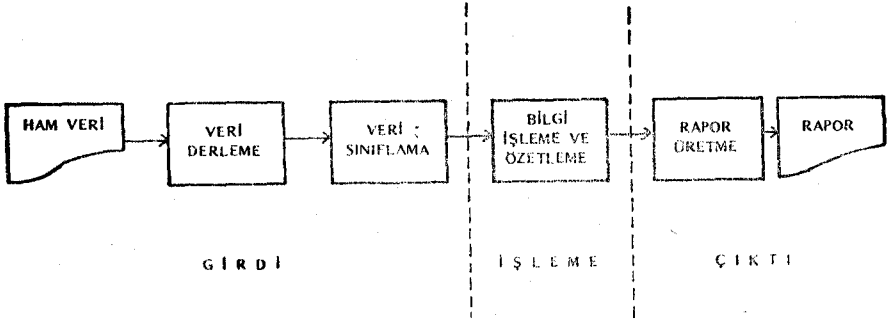 HAM VERİ
VERİ
DERLEME
VERİ
SINIFLAMA
BİLGİ
İŞLEME VE
ÖZETLEME
RAPOR
ÜRETME
RAPOR
GİRDİ
İŞLEME
ÇIKTI